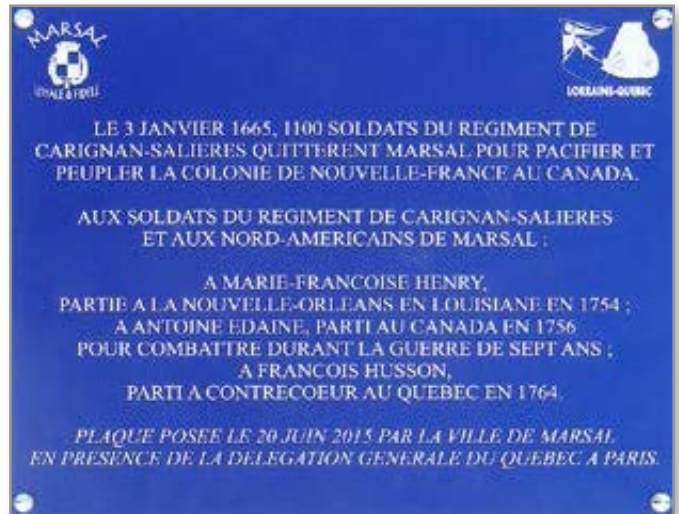 MARSAL
LOYALE & FIDELE
LORRAINE-QUEBEC
LE 3 JANVIER 1665, 1100 SOLDATS DU REGIMENT DE
CARIGNAN-SALIERES QUITTERENT MARSAL POUR PACIFIER ET
PEUPLER LA COLONIE DE NOUVELLE-FRANCE AU CANADA.
AUX SOLDATS DU REGIMENT DE CARIGNAN-SALIERES
ET AUX NORD-AMERICAINS DE MARSAL :
A MARIE-FRANCOISE HENRY,
PARTIE A LA NOUVELLE-ORLEANS EN LOUISIANE EN 1754 ;
A ANTOINE EDAINE, PARTI AU CANADA EN 1756
POUR COMBATTRE DURANT LA GUERRE DE SEPT ANS ;
A FRANCOIS HUSSON,
PARTI A CONTRECOEUR AU QUEBEC EN 1764.
PLAQUE POSEE LE 20 JUIN 2015 PAR LA VILLE DE MARSAL
EN PRESENCE DE LA DELEGATION GENERALE DU QUEBEC A PARIS.